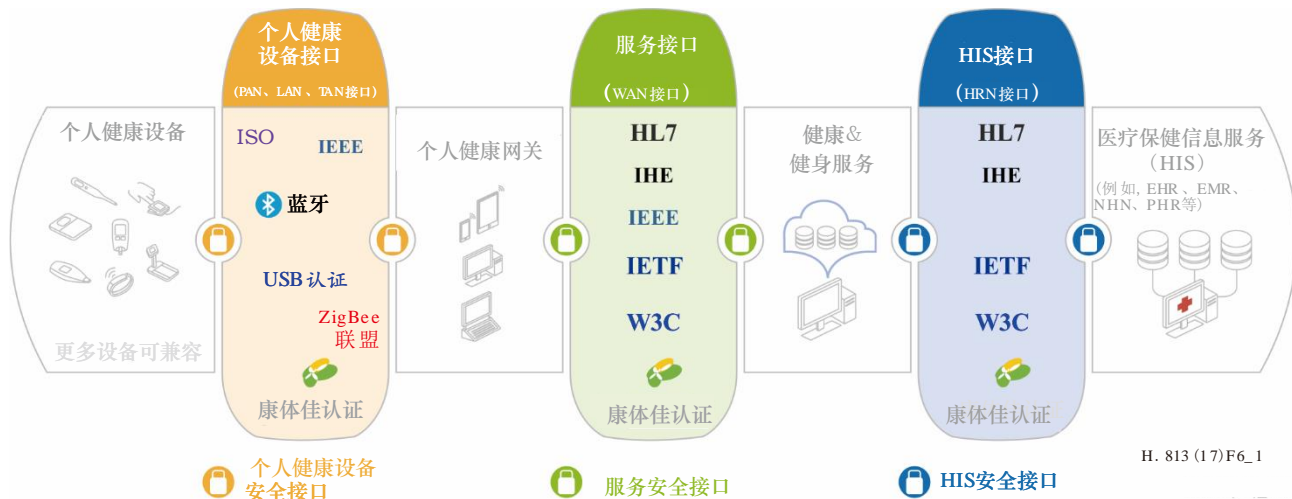 个人健康
设备接口
(PAN、LAN、TAN接口)
服务接口
(WAN接口)
HIS接口
(HRN接口)
个人健康设备
更多设备可兼容
ISO
IEEE
蓝牙
USB认证
ZigBee
联盟
康体佳认证
个人健康网关
HL7
IHE
IEEE
IETF
W3C
康体佳认证
健康&
健身服务
HL7
IHE
IETF
W3C
康体佳认证
医疗保健信息服务
(HIS)
(例如, EHR、EMR、
NHN、PHR等)
个人健康设备
安全接口
服务安全接口
HIS安全接口
H. 813 (17)F6_1